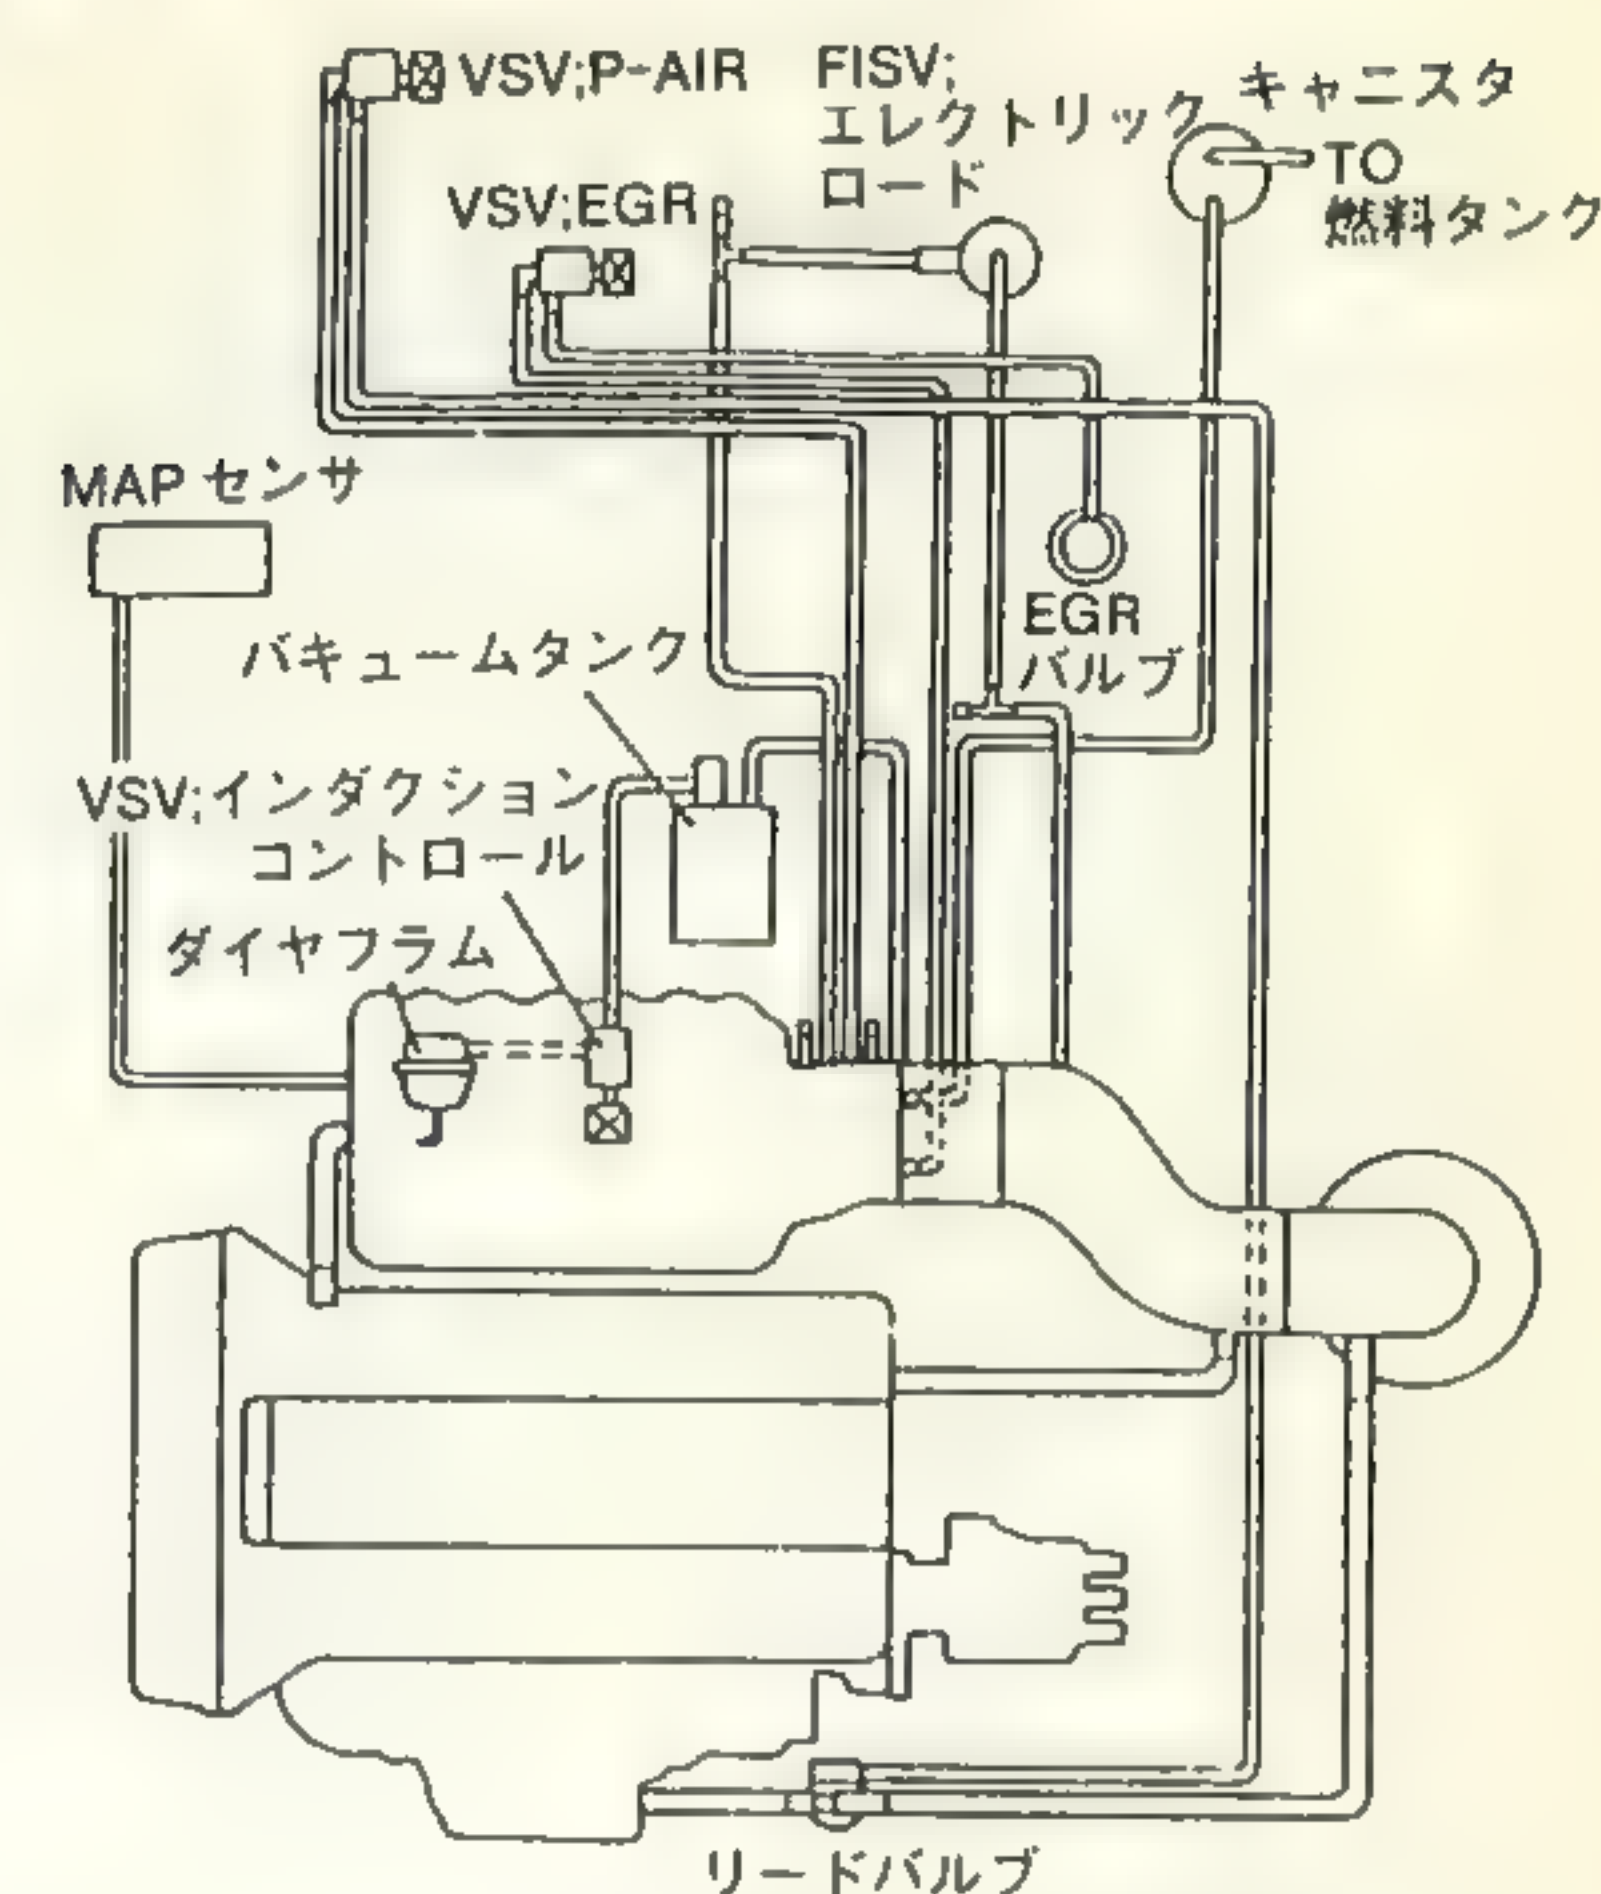 VSV;P-AIR
FISV;
エレクトリック
ロード
キャニスタ
TO
燃料タンク
VSV;EGR
MAP センサ
EGR
バルブ
バキュームタンク
VSV;インダクション
コントロール
ダイヤフラム
リードバルブ